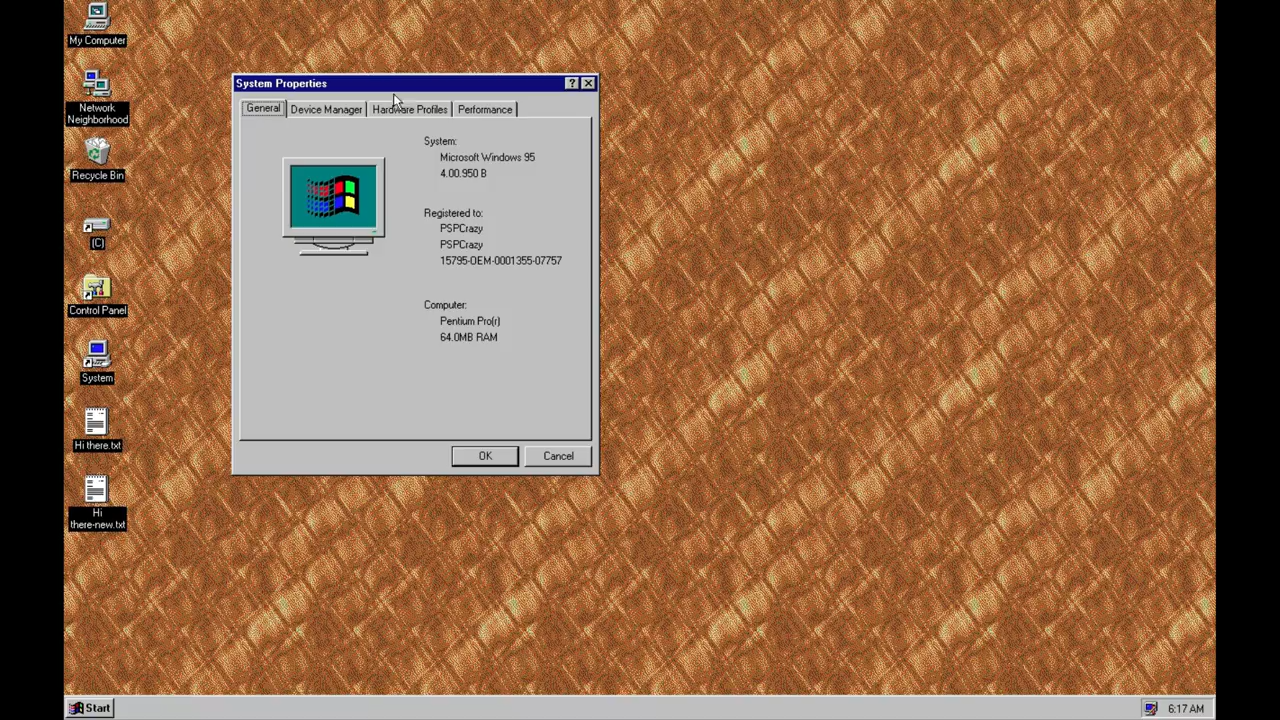 My Computer
Network
Neighborhood
Recycle Bin
(C)
Control Panel
System
Hi there.txt
Hi
there-new.txt
System Properties
General
Device Manager
Hardware Profiles
Performance
System:
Microsoft Windows 95
4.00.950 B
Registered to:
PSPCrazy
PSPCrazy
15795-OEM-0001355-07757
Computer:
Pentium Pro(r)
64.0MB RAM
OK
Cancel
Start
6:17 AM